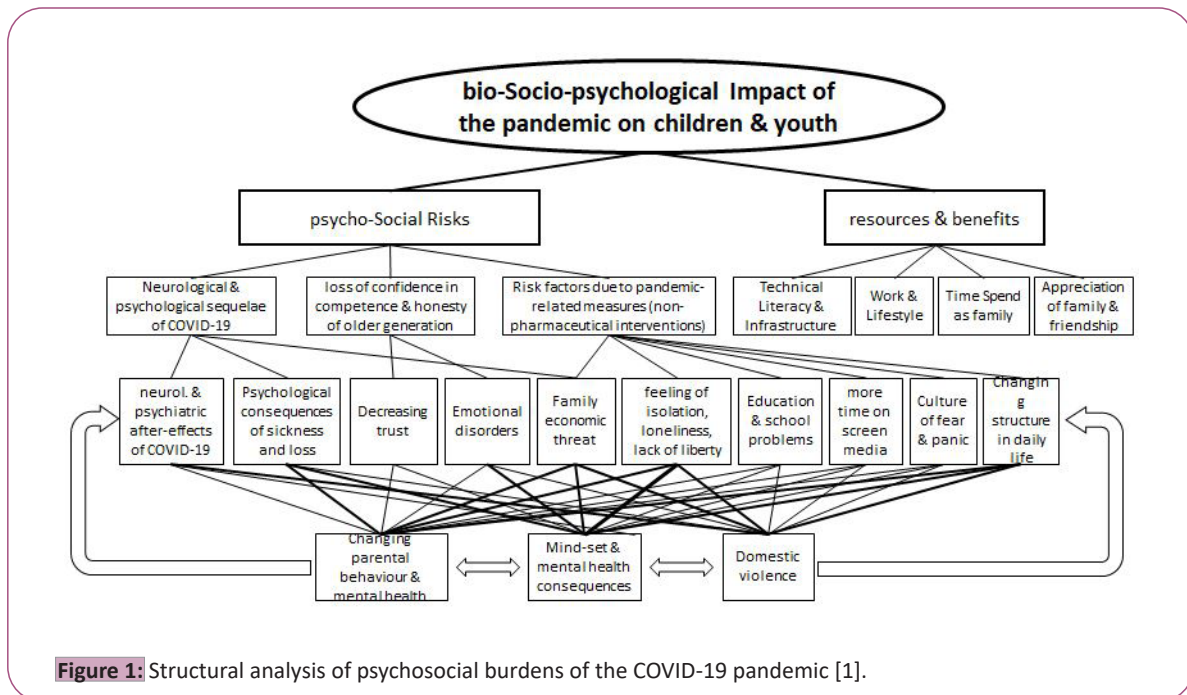 bio-Socio-psychological Impact of
the pandemic on children & youth
psycho-Social Risks
resources & benefits
Neurological &
psychological sequelae
of COVID-19
loss of confidence in
competence & honesty
of older generation
Risk factors due to pandemic-
related measures (non-
pharmaceutical interventions)
Technical
Literacy &
Infrastructure
Work &
Lifestyle
Time Spend
as family
Appreciation
of family &
friendship
neurol. &
psychiatric
after-effects
of COVID-19
Psychological
consequences
of sickness
and loss
Decreasing
trust
Emotional
disorders
Family
economic
threat
feeling of
isolation,
loneliness,
lack of liberty
Education
& school
problems
more
time on
screen
media
Culture
of fear
& panic
Changin
g
structure
in daily
life
Changing
parental
behaviour &
mental health
Mind-set &
mental health
consequences
Domestic
violence
Figure 1: Structural analysis of psychosocial burdens of the COVID-19 pandemic [1].